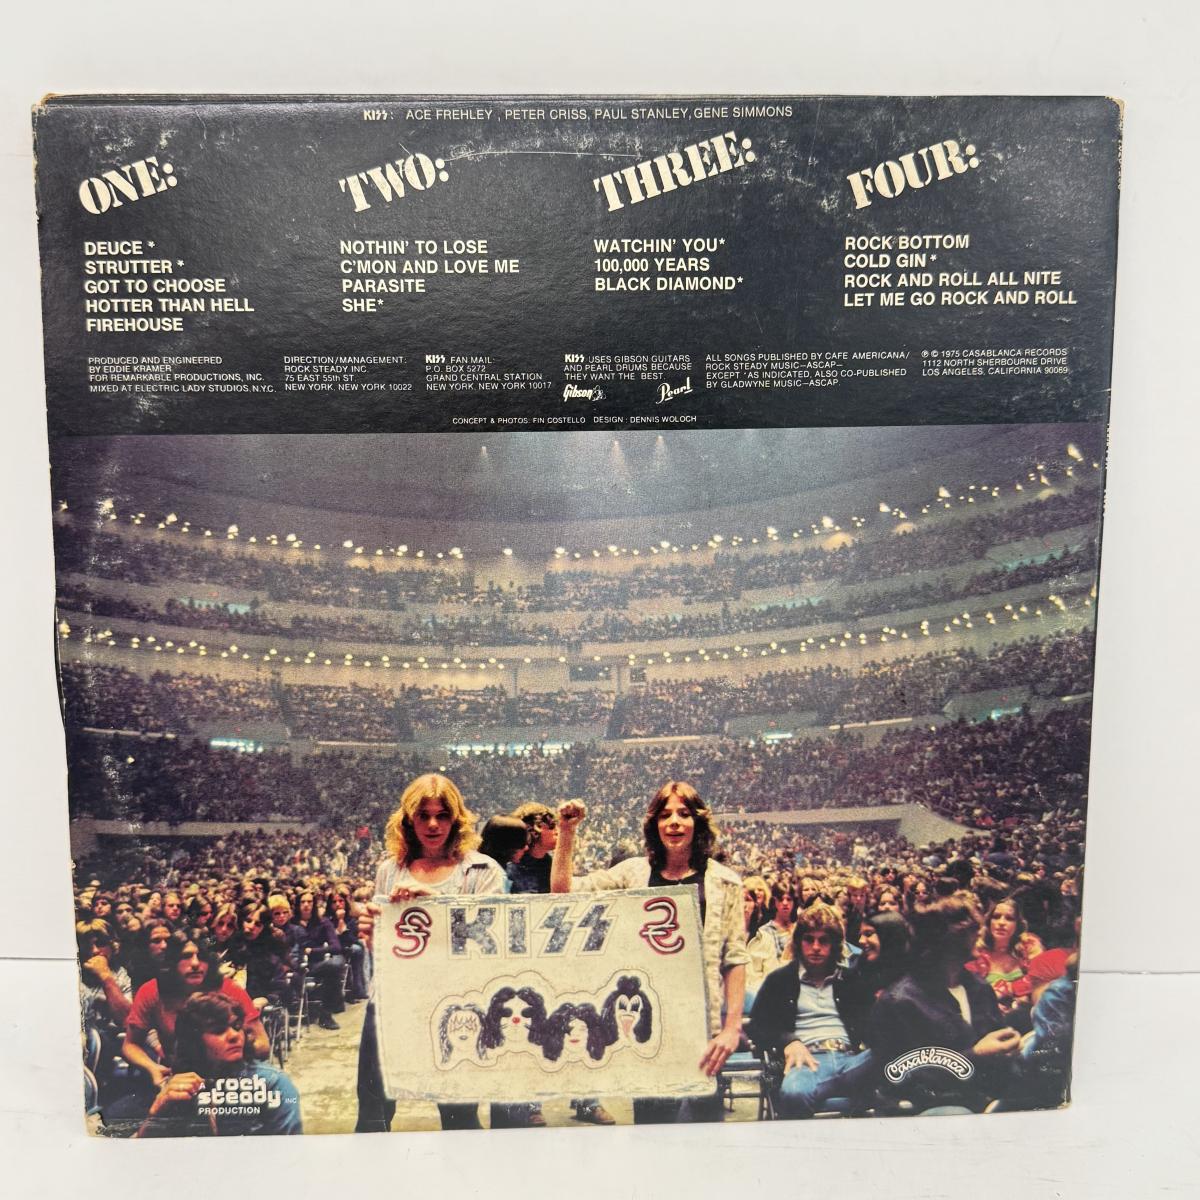 KISS: ACE FREHLEY , PETER CRISS, PAUL STANLEY, GENE SIMMONS
ONE:
DEUCE *
STRUTTER *
GOT TO CHOOSE
HOTTER THAN HELL
FIREHOUSE
TWO:
NOTHIN' TO LOSE
C'MON AND LOVE ME
PARASITE
SHE*
THREE:
WATCHIN' YOU*
100,000 YEARS
BLACK DIAMOND*
FOUR:
ROCK BOTTOM
COLD GIN *
ROCK AND ROLL ALL NITE
LET ME GO ROCK AND ROLL
PRODUCED AND ENGINEERED
BY EDDIE KRAMER
FOR REMARKABLE PRODUCTIONS, INC.
MIXED AT ELECTRIC LADY STUDIOS, N.Y.C.
DIRECTION/MANAGEMENT:
ROCK STEADY INC.
75 EAST 55th ST.
NEW YORK, NEW YORK 10022
KISS FAN MAIL:
P.O. BOX 5272
GRAND CENTRAL STATION
NEW YORK, NEW YORK 10017
KISS USES GIBSON GUITARS
AND PEARL DRUMS BECAUSE
THEY WANT THE BEST.
Gibson
Pearl
ALL SONGS PUBLISHED BY CAFE AMERICANA/
ROCK STEADY MUSIC—ASCAP—
EXCEPT *AS INDICATED, ALSO CO-PUBLISHED
BY GLADWYNE MUSIC—ASCAP.
℗ © 1975 CASABLANCA RECORDS
1112 NORTH SHERBOURNE DRIVE
LOS ANGELES, CALIFORNIA 90069
CONCEPT & PHOTOS: FIN COSTELLO DESIGN: DENNIS WOLOCH
KISS
A rock
steady INC.
PRODUCTION
Casablanca